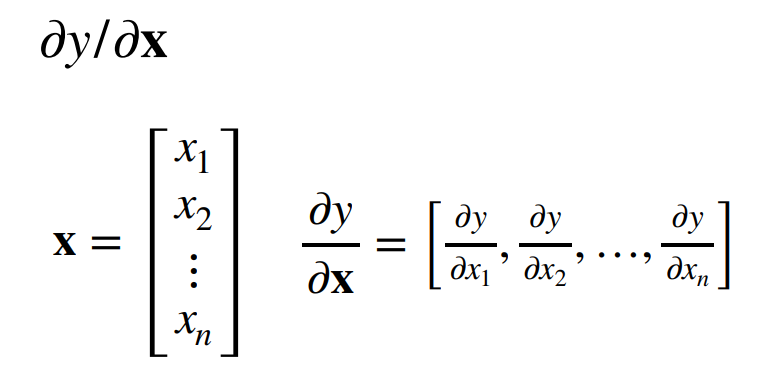 ∂y/∂𝐱
𝐱 = [x₁ x₂ ⋮ xₙ]   ∂y/∂𝐱 = [∂y/∂x₁, ∂y/∂x₂, …, ∂y/∂xₙ]